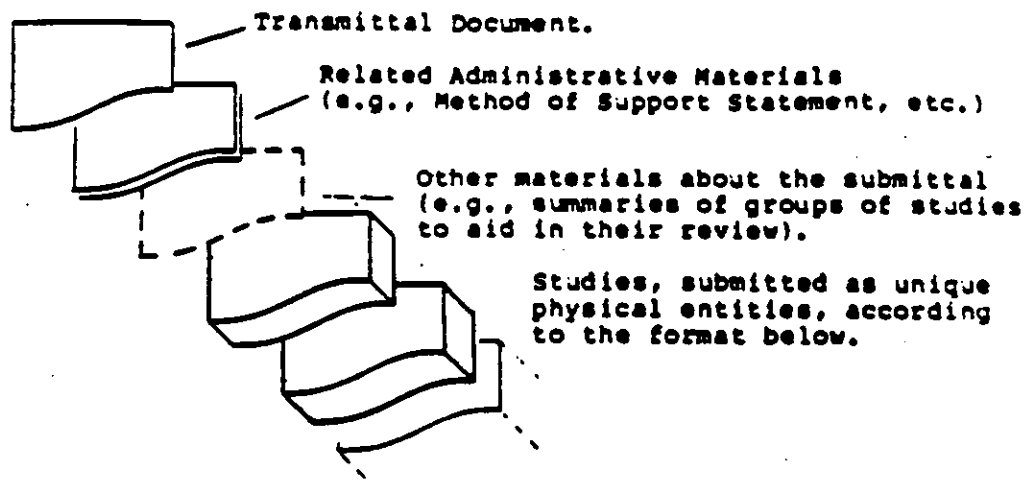 Transmittal Document.
Related Administrative Materials
(e.g., Method of Support Statement, etc.)
Other materials about the submittal
(e.g., summaries of groups of studies
to aid in their review).
Studies, submitted as unique
physical entities, according
to the format below.